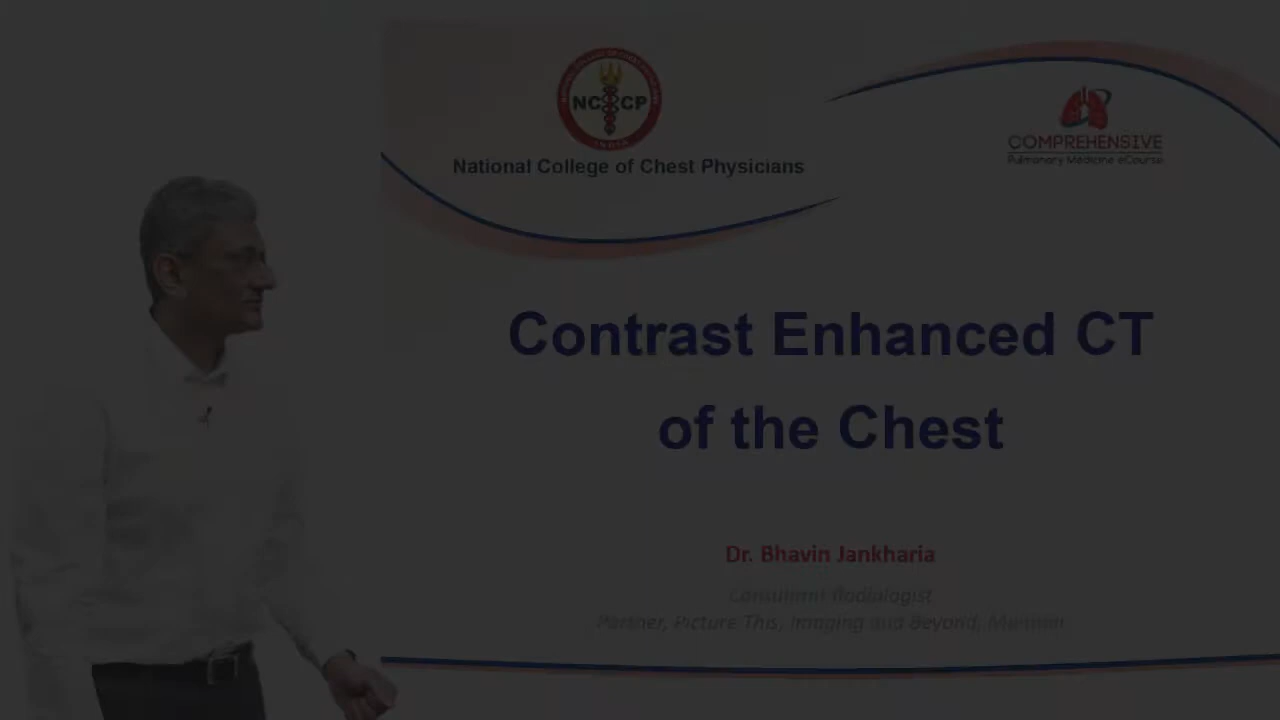 NCCP
INDIA
National College of Chest Physicians
COMPREHENSIVE
Pulmonary Medicine eCourse
Contrast Enhanced CT
of the Chest
Dr. Bhavin Jankharia
Consultant Radiologist
Partner, Picture This, Imaging and Beyond, Mumbai